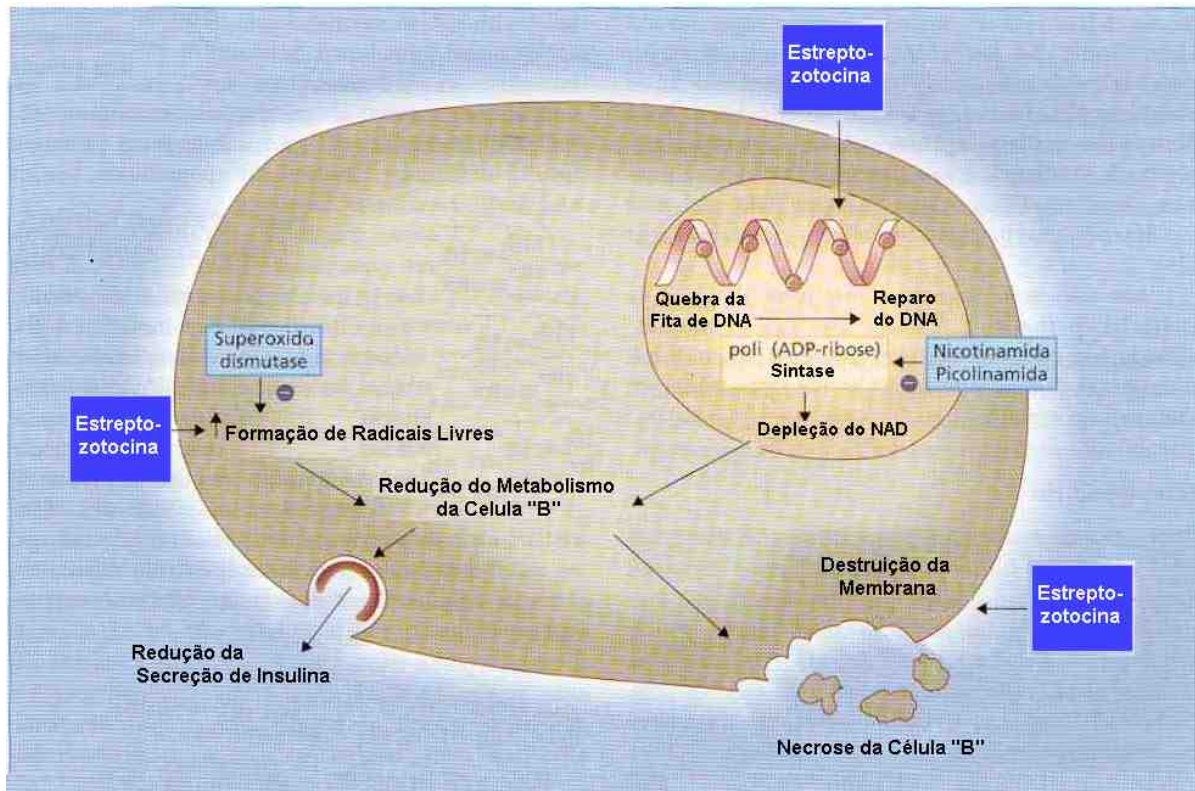 Estrepto-
zotocina
Quebra da
Fita de DNA
Reparo
do DNA
poli (ADP-ribose)
Sintase
Nicotinamida
Picolinamida
Depleção do NAD
Superoxido
dismutase
Estrepto-
zotocina
Formação de Radicais Livres
Redução do Metabolismo
da Celula "B"
Destruição da
Membrana
Estrepto-
zotocina
Redução da
Secreção de Insulina
Necrose da Célula "B"